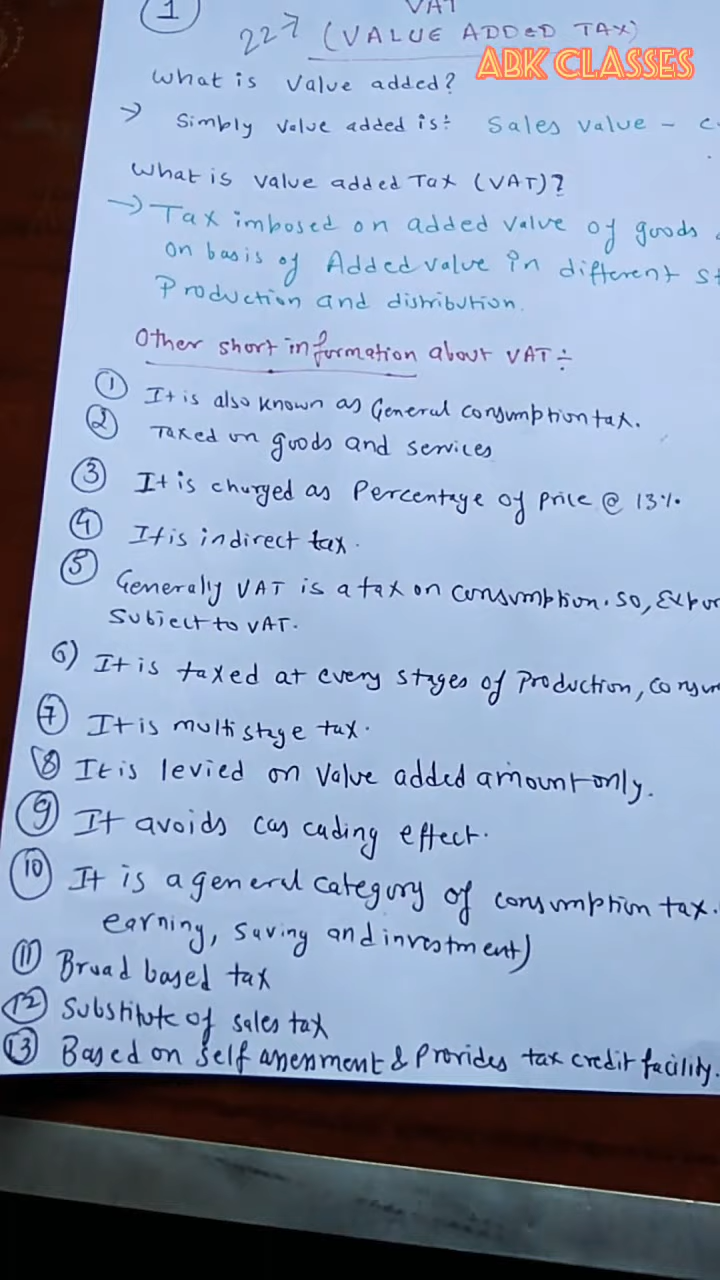 1
VAT
227 (VALUE ADDED TAX)
ABK CLASSES
What is Value added?
→ Simbly Value added is÷ Sales value -
What is Value added Tax (VAT)?
→ Tax imbosed on added value of goods
on basis of Added value in different
Production and distribution.
Other short information about VAT÷
1 It is also known as General consumption tax.
2 Taxed on goods and services
3 It is charged as Percentage of price @ 13%
4 It is indirect tax.
5 Generally VAT is a tax on consumption. so,
Subject to VAT.
6) It is taxed at every stages of Production,
7 It is multistage tax.
8 It is levied on Value added amount only.
9 It avoids cascading effect.
10 It is a general category of consumption tax.
earning, saving and investment)
11 Broad based tax
12 Substitute of sales tax
13 Based on self assessment & Provides tax credit facility.